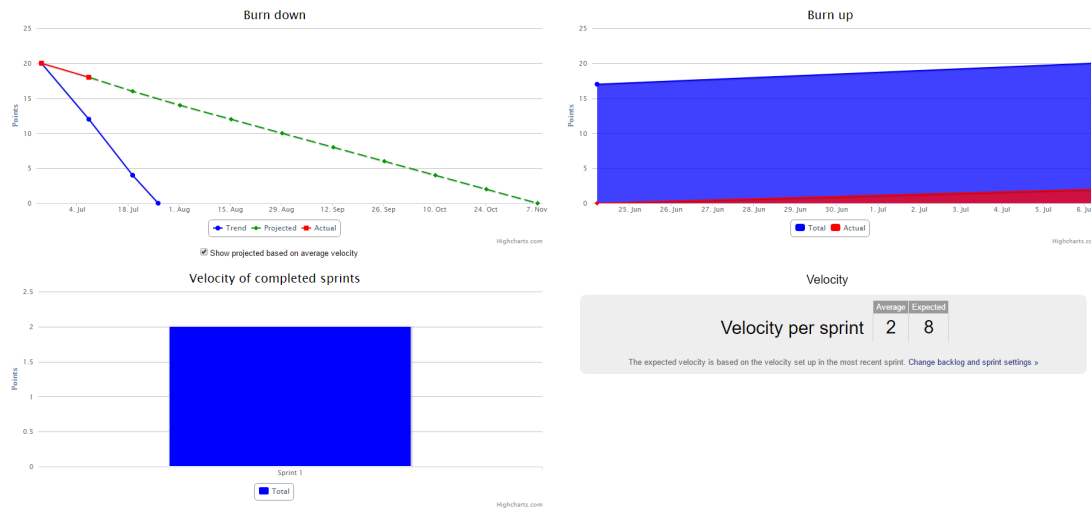 Burn down
25
20
15
10
5
0
Points
4. Jul
18. Jul
1. Aug
15. Aug
29. Aug
12. Sep
26. Sep
10. Oct
24. Oct
7. Nov
Trend Projected Actual
Highcharts.com
Show projected based on average velocity
Burn up
25
20
15
10
5
0
Points
25. Jun
26. Jun
27. Jun
28. Jun
29. Jun
30. Jun
1. Jul
2. Jul
3. Jul
4. Jul
5. Jul
6. Ju
Total Actual
Highcharts.co
Velocity of completed sprints
2.5
2
1.5
1
0.5
0
Points
Sprint 1
Total
Highcharts.com
Velocity
Average Expected
Velocity per sprint 2 8
The expected velocity is based on the velocity set up in the most recent sprint. Change backlog and sprint settings »